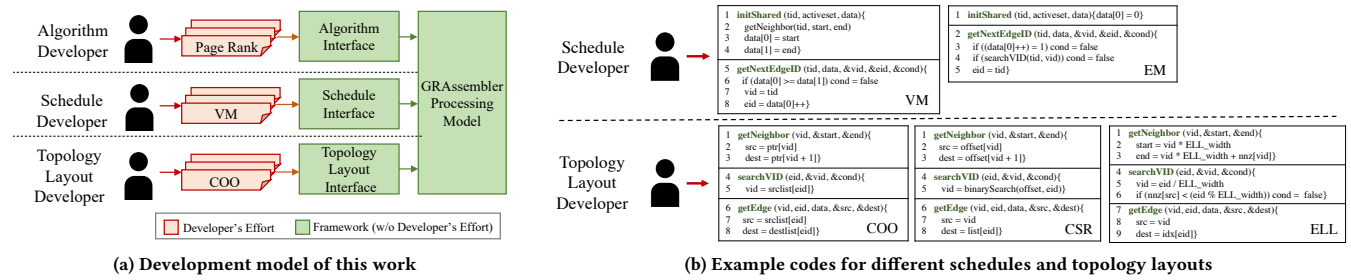 Algorithm
Developer
Page Rank
Algorithm
Interface
GRAssembler
Processing
Model
Schedule
Developer
VM
Schedule
Interface
Topology
Layout
Developer
COO
Topology
Layout
Interface
Developer's Effort
Framework (w/o Developer's Effort)
(a) Development model of this work
Schedule
Developer
1 initShared (tid, activeset, data){
2 getNeighbor(tid, start, end)
3 data[0] = start
4 data[1] = end}
5 getNextEdgeID (tid, data, &vid, &eid, &cond){
6 if (data[0] >= data[1]) cond = false
7 vid = tid
8 eid = data[0]++}
VM
1 initShared (tid, activeset, data){data[0] = 0}
2 getNextEdgeID (tid, data, &vid, &eid, &cond){
3 if ((data[0]++) = 1) cond = false
4 if (searchVID(tid, vid)) cond = false
5 eid = tid}
EM
Topology
Layout
Developer
1 getNeighbor (vid, &start, &end){
2 src = ptr[vid]
3 dest = ptr[vid + 1]}
4 searchVID (eid, &vid, &cond){
5 vid = srclist[eid]}
6 getEdge (vid, eid, data, &src, &dest){
7 src = srclist[eid]
8 dest = destlist[eid]}
COO
1 getNeighbor (vid, &start, &end){
2 src = offset[vid]
3 dest = offset[vid + 1]}
4 searchVID (eid, &vid, &cond){
5 vid = binarySearch(offset, eid)}
6 getEdge (vid, eid, data, &src, &dest){
7 src = vid
8 dest = list[eid]}
CSR
1 getNeighbor (vid, &start, &end){
2 start = vid * ELL_width
3 end = vid * ELL_width + nnz[vid]}
4 searchVID (eid, &vid, &cond){
5 vid = eid / ELL_width
6 if (nnz[src] < (eid % ELL_width)) cond = false}
7 getEdge (vid, eid, data, &src, &dest){
8 src = vid
9 dest = idx[eid]}
ELL
(b) Example codes for different schedules and topology layouts